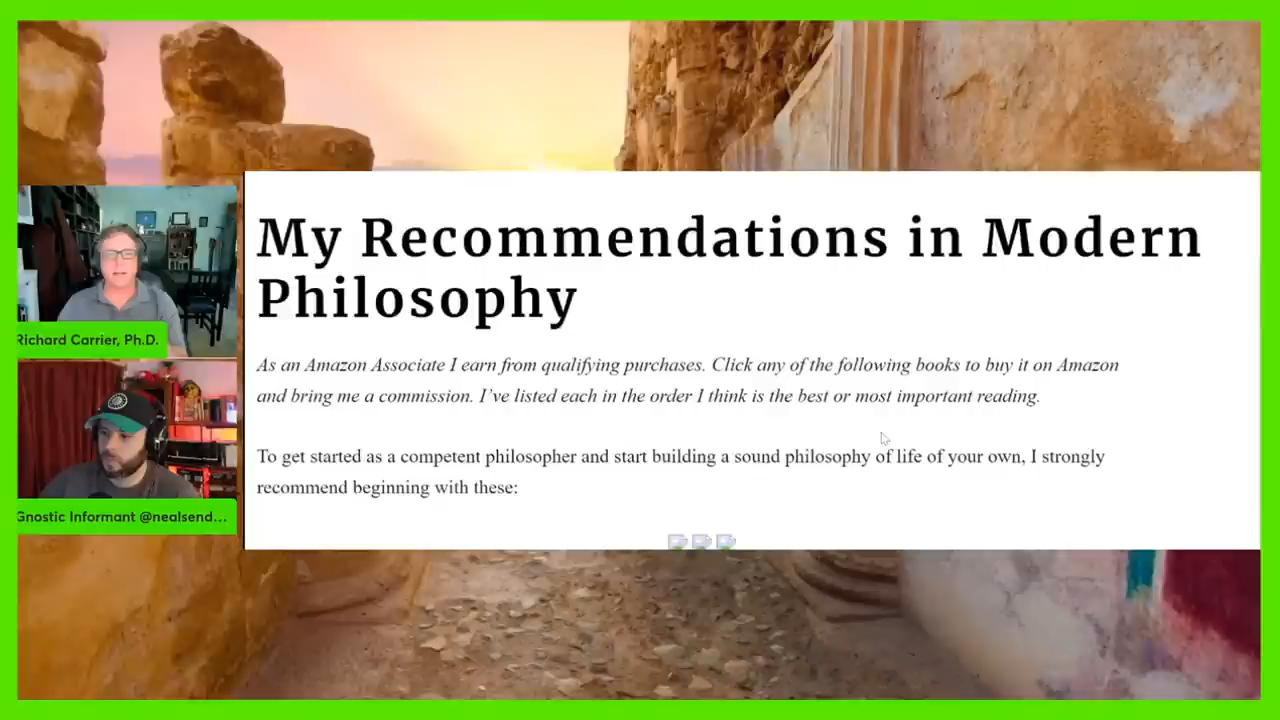 My Recommendations in Modern
Philosophy
As an Amazon Associate I earn from qualifying purchases. Click any of the following books to buy it on Amazon
and bring me a commission. I’ve listed each in the order I think is the best or most important reading.
To get started as a competent philosopher and start building a sound philosophy of life of your own, I strongly
recommend beginning with these:
Richard Carrier, Ph.D.
Gnostic Informant @nealsend...